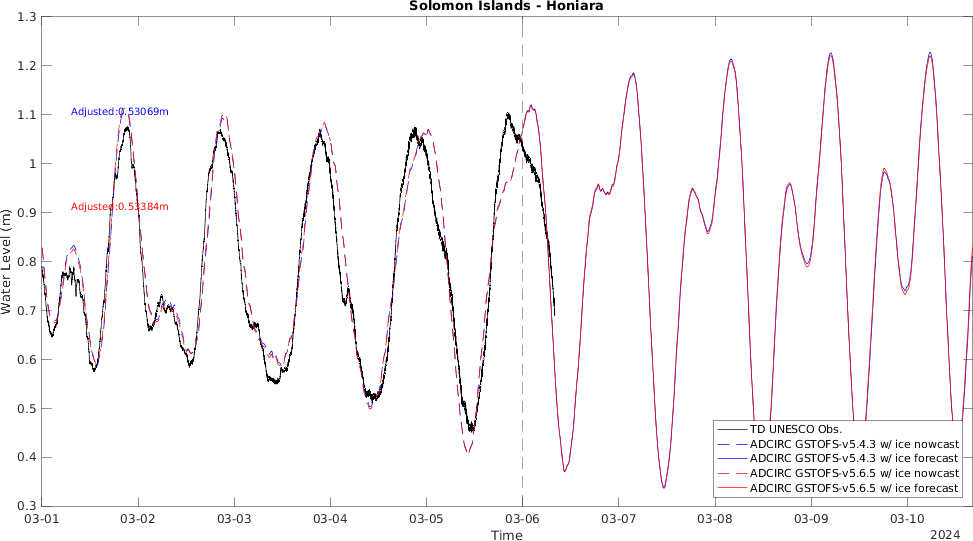 Solomon Islands - Honiara
1.3
1.2
1.1
1
0.9
0.8
0.7
0.6
0.5
0.4
0.3
Water Level (m)
Adjusted:0.53069m
Adjusted:0.53384m
TD UNESCO Obs.
ADCIRC GSTOFS-v5.4.3 w/ ice nowcast
ADCIRC GSTOFS-v5.4.3 w/ ice forecast
ADCIRC GSTOFS-v5.6.5 w/ ice nowcast
ADCIRC GSTOFS-v5.6.5 w/ ice forecast
03-01 03-02 03-03 03-04 03-05 03-06 03-07 03-08 03-09 03-10
Time
2024